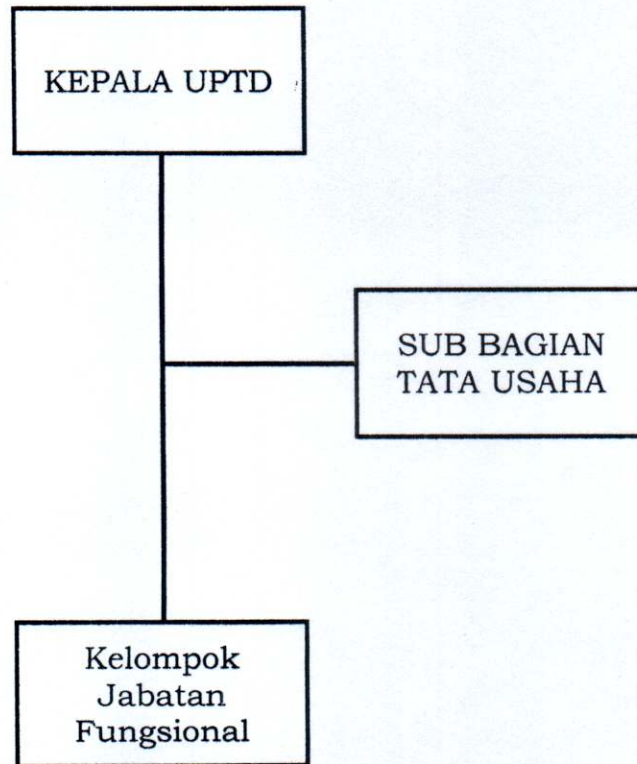 KEPALA UPTD
SUB BAGIAN
TATA USAHA
Kelompok
Jabatan
Fungsional